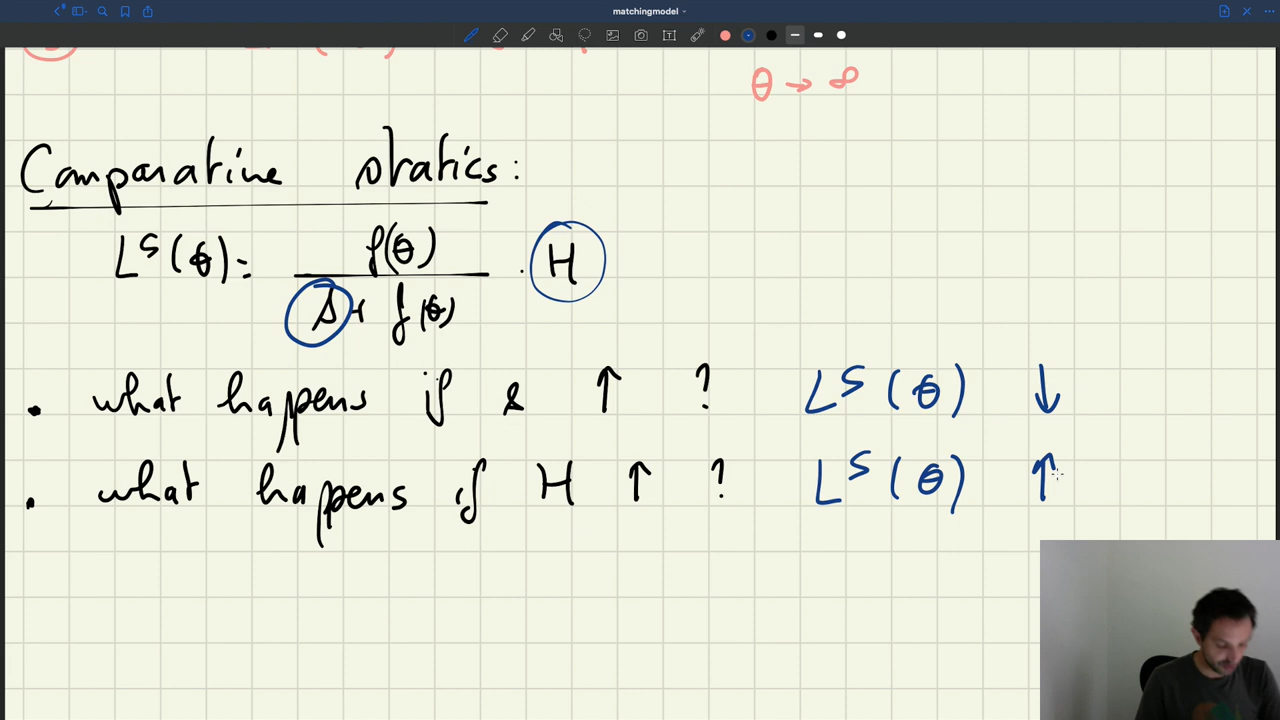 matchingmodel
θ → ∞
Comparative statics:
L^S(θ) = f(θ) / (s + f(θ)) · H
• what happens if s ↑ ? L^S(θ) ↓
• what happens if H ↑ ? L^S(θ) ↑